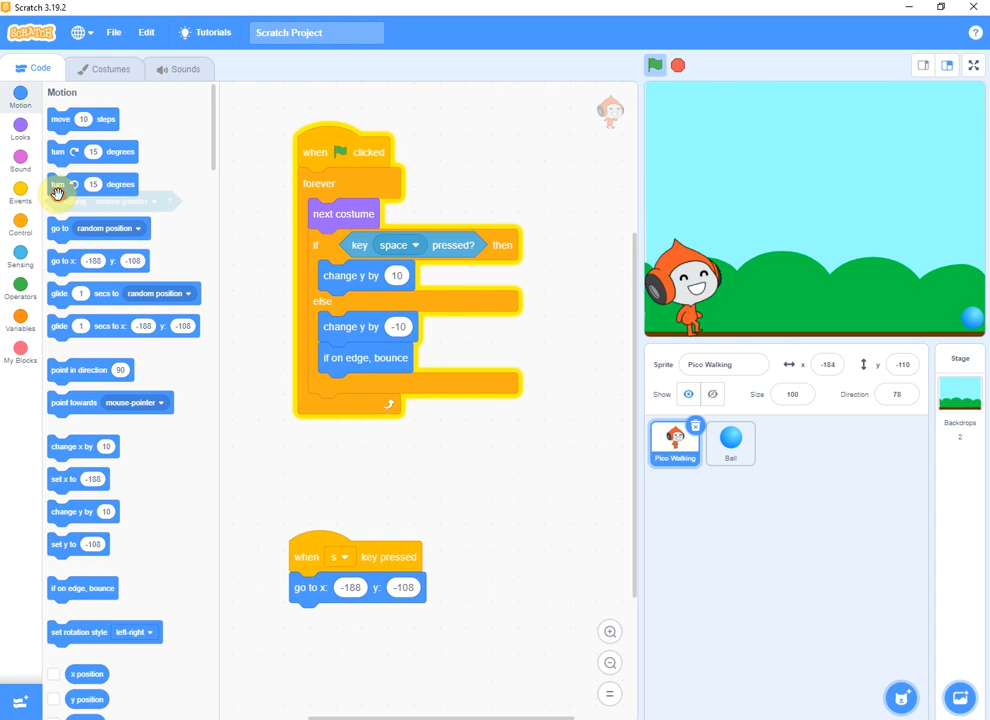 Scratch 3.19.2
SCRATCH
File
Edit
Tutorials
Scratch Project
?
Code
Costumes
Sounds
Motion
Looks
Sound
Events
Control
Sensing
Operators
Variables
My Blocks
Motion
move 10 steps
turn 15 degrees
turn 15 degrees
mouse-pointer ?
go to random position
go to x: -188 y: -108
glide 1 secs to random position
glide 1 secs to x: -188 y: -108
point in direction 90
point towards mouse-pointer
change x by 10
set x to -188
change y by 10
set y to -108
if on edge, bounce
set rotation style left-right
x position
y position
when clicked
forever
next costume
if key space pressed? then
change y by 10
else
change y by -10
if on edge, bounce
when s key pressed
go to x: -188 y: -108
Sprite Pico Walking x -184 y -110
Show Size 100 Direction 78
Pico Walking
Ball
Stage
Backdrops
2